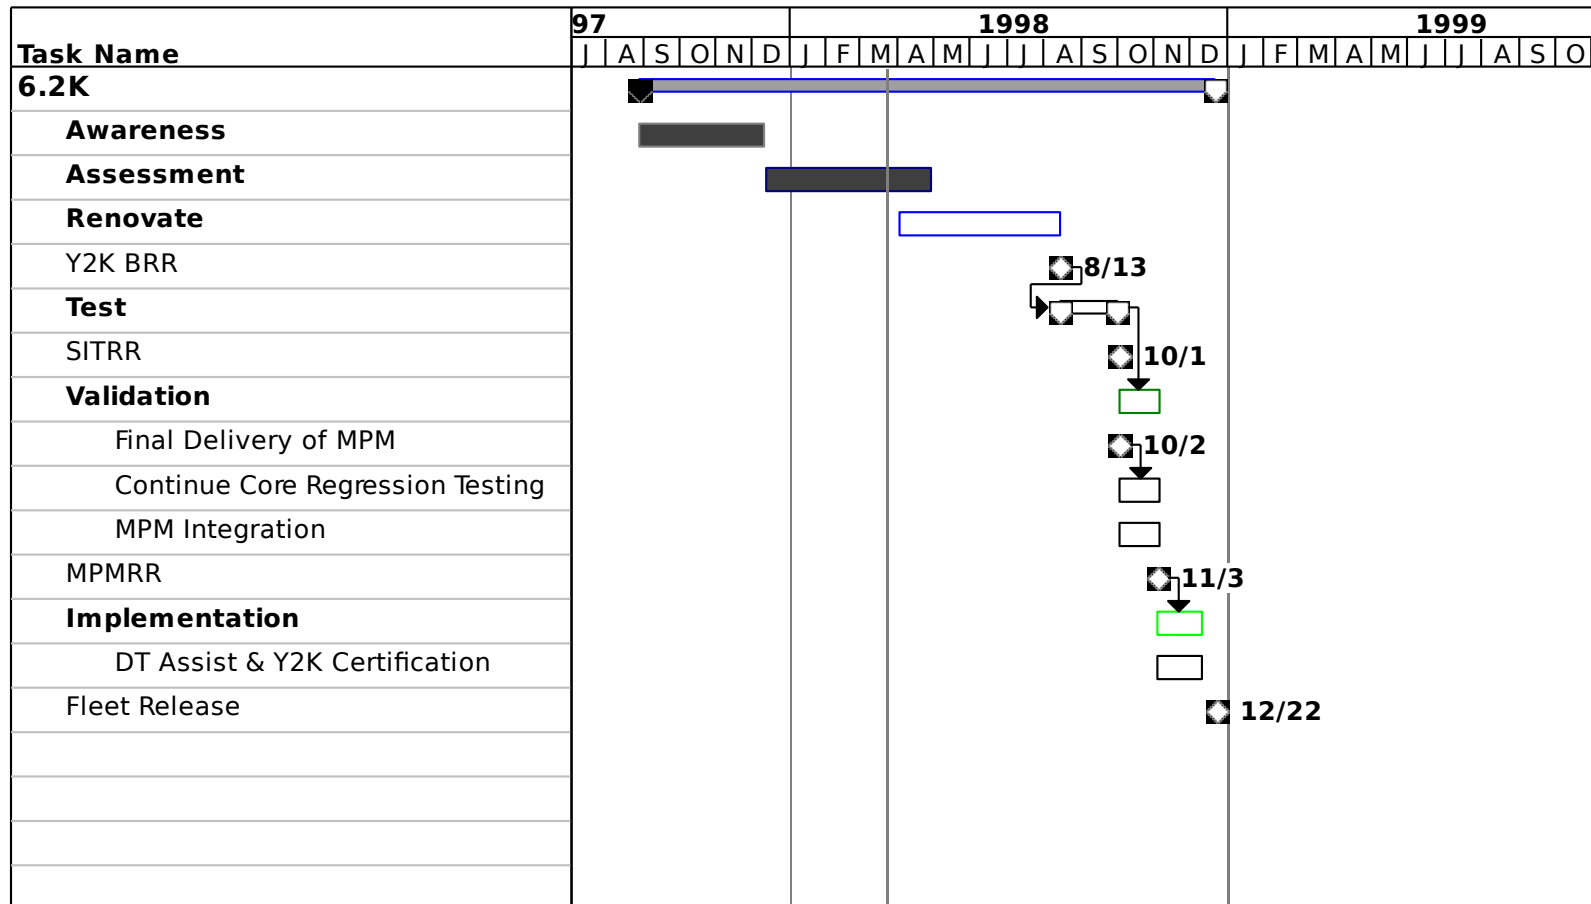 97 1998 1999
Task Name J A S O N D J F M A M J J A S O N D J F M A M J J A S O
6.2K
Awareness
Assessment
Renovate
Y2K BRR 8/13
Test
SITRR 10/1
Validation
Final Delivery of MPM 10/2
Continue Core Regression Testing
MPM Integration
MPMRR 11/3
Implementation
DT Assist & Y2K Certification
Fleet Release 12/22